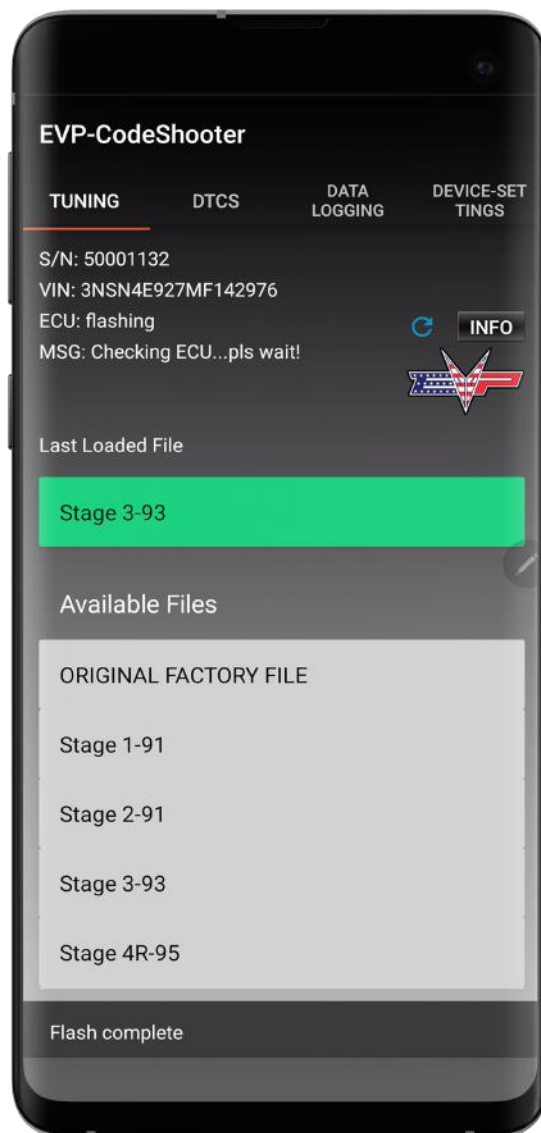 EVP-CodeShooter
TUNING
DTCS
DATA
LOGGING
DEVICE-SET
TINGS
S/N: 50001132
VIN: 3NSN4E927MF142976
ECU: flashing
INFO
MSG: Checking ECU...pls wait!
EVP
Last Loaded File
Stage 3-93
Available Files
ORIGINAL FACTORY FILE
Stage 1-91
Stage 2-91
Stage 3-93
Stage 4R-95
Flash complete